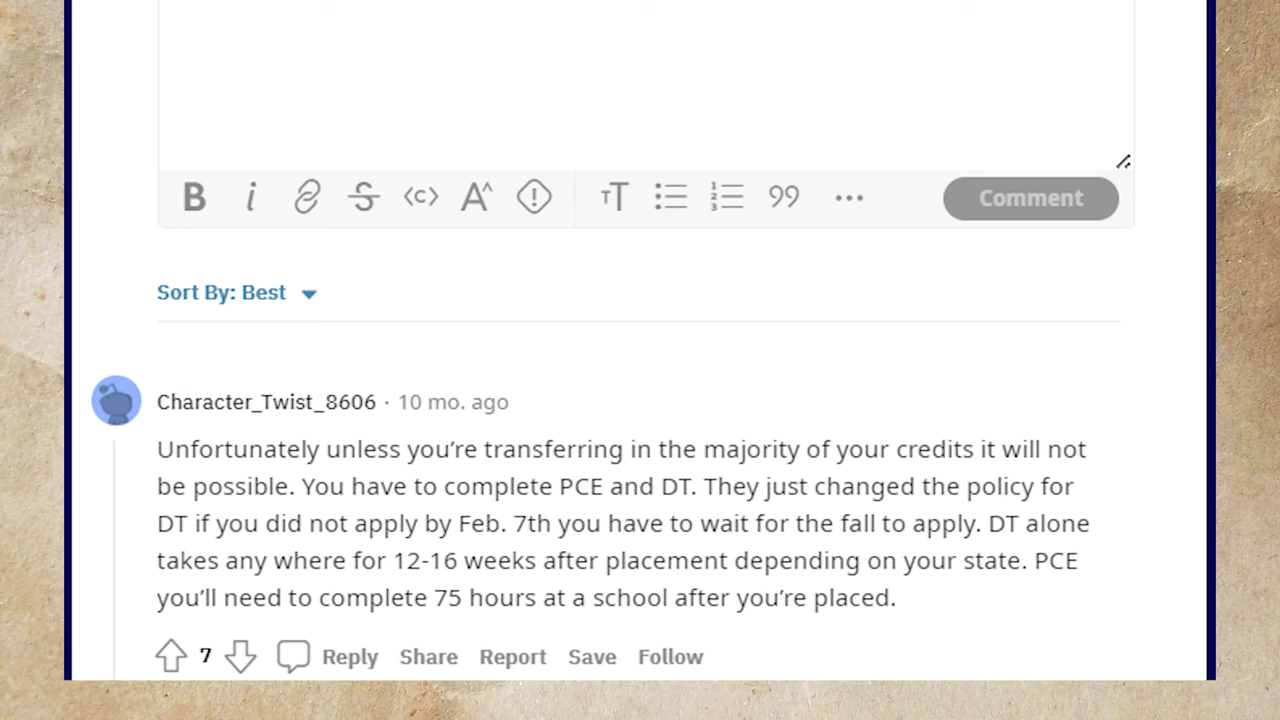 B i <c> A^ TT 99 ... Comment
Sort By: Best
Character_Twist_8606 · 10 mo. ago
Unfortunately unless you’re transferring in the majority of your credits it will not
be possible. You have to complete PCE and DT. They just changed the policy for
DT if you did not apply by Feb. 7th you have to wait for the fall to apply. DT alone
takes any where for 12-16 weeks after placement depending on your state. PCE
you’ll need to complete 75 hours at a school after you’re placed.
7 Reply Share Report Save Follow